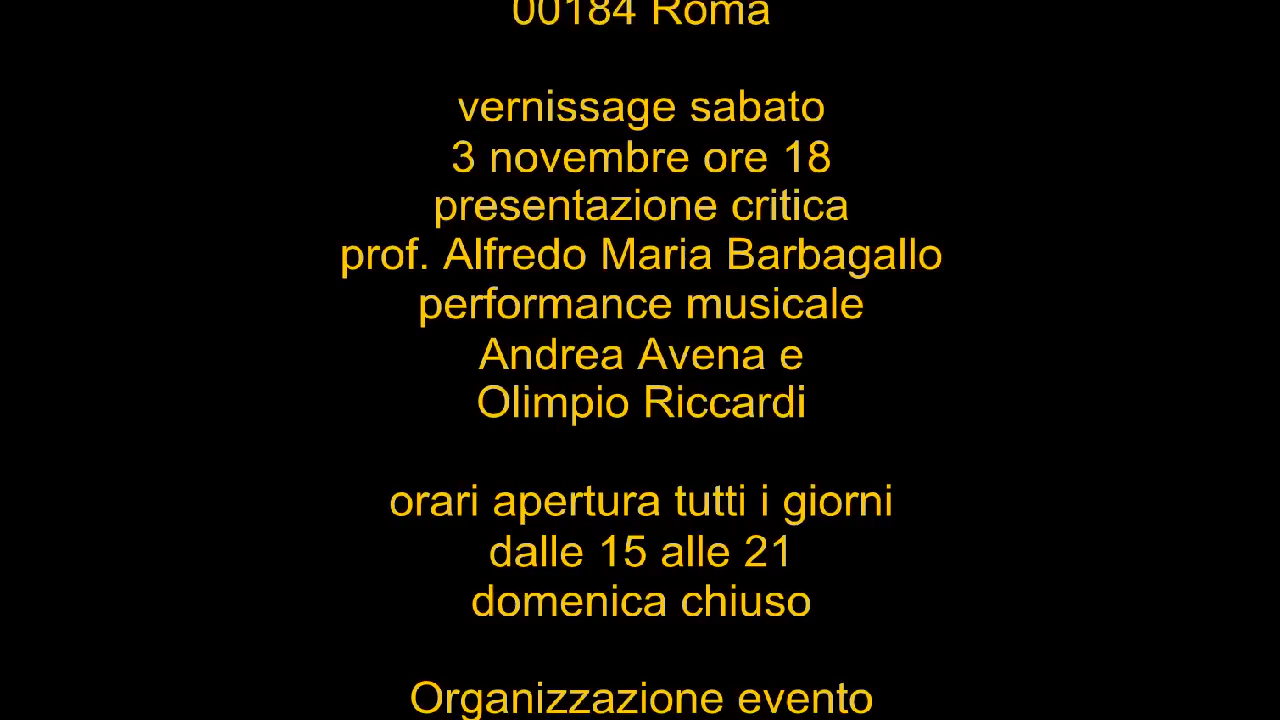 00184 Roma
vernissage sabato
3 novembre ore 18
presentazione critica
prof. Alfredo Maria Barbagallo
performance musicale
Andrea Avena e
Olimpio Riccardi
orari apertura tutti i giorni
dalle 15 alle 21
domenica chiuso
Organizzazione evento